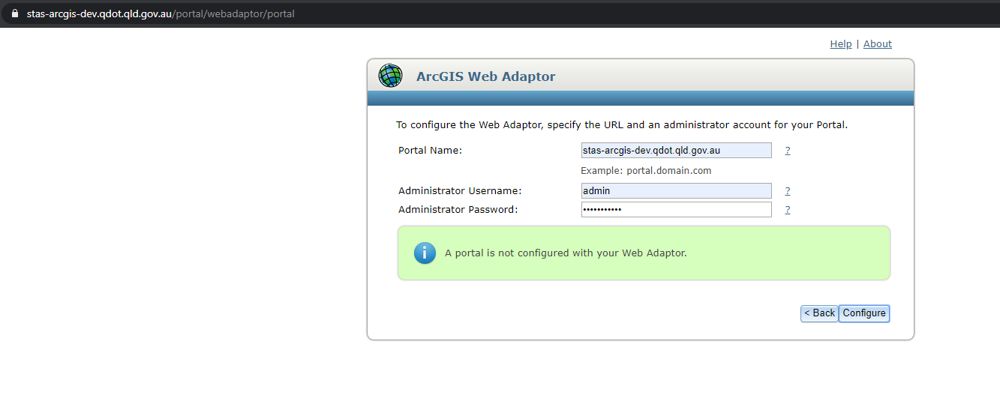 stas-arcgis-dev.qdot.qld.gov.au/portal/webadaptor/portal
Help | About
ArcGIS Web Adaptor
To configure the Web Adaptor, specify the URL and an administrator account for your Portal.
Portal Name: stas-arcgis-dev.qdot.qld.gov.au ?
Example: portal.domain.com
Administrator Username: admin ?
Administrator Password: ••••••••••• ?
A portal is not configured with your Web Adaptor.
< Back Configure